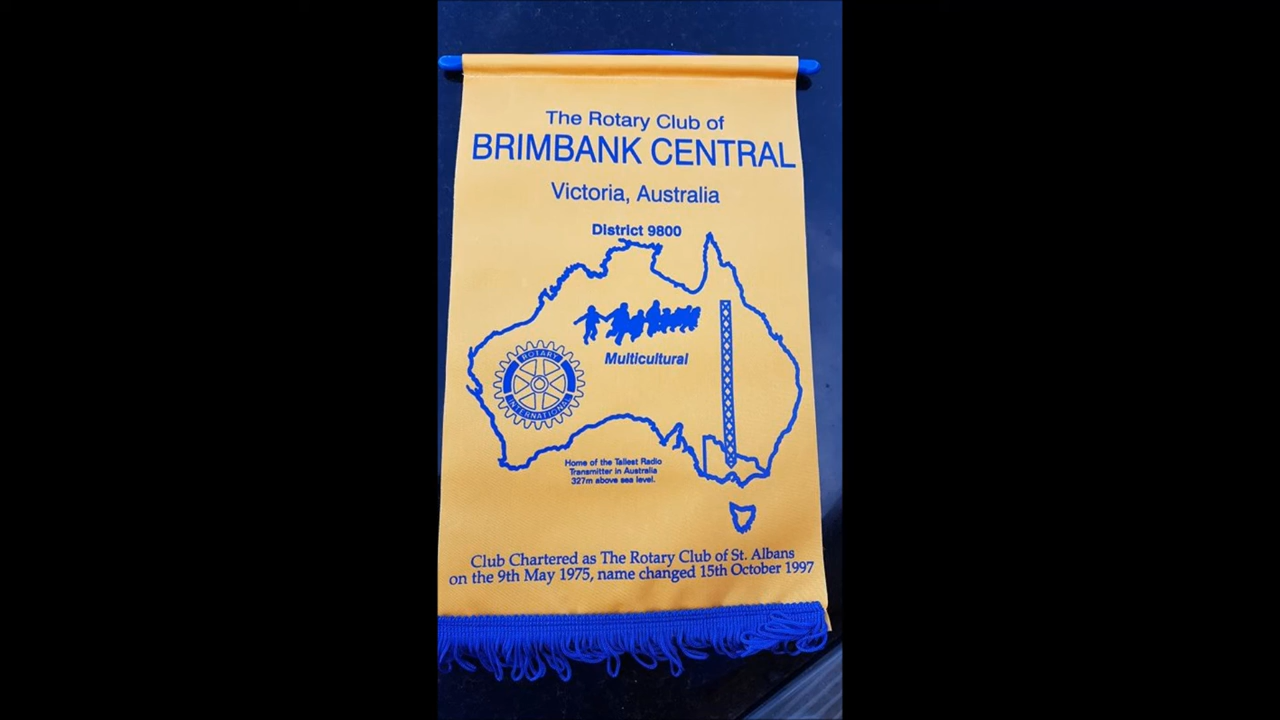 The Rotary Club of
BRIMBANK CENTRAL
Victoria, Australia
District 9800
Multicultural
ROTARY
INTERNATIONAL
Home of the Tallest Radio
Transmitter in Australia
327m above sea level.
Club Chartered as The Rotary Club of St. Albans
on the 9th May 1975, name changed 15th October 1997